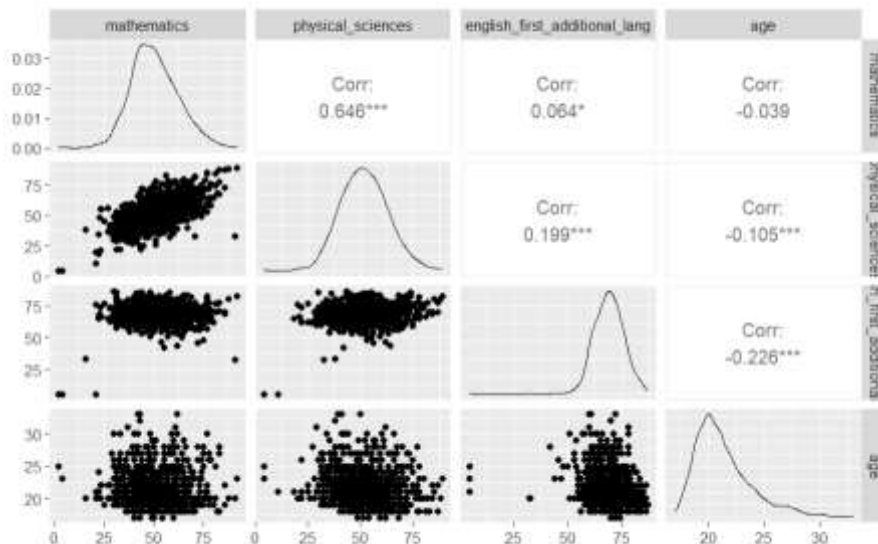 mathematics physical_sciences english_first_additional_lang age
0.03
0.02
0.01
0.00
Corr:
0.646***
Corr:
0.064*
Corr:
-0.039
mathematics
75
50
25
0
Corr:
0.199***
Corr:
-0.105***
hysical_science
75
50
25
Corr:
-0.226***
h_first_additional
30
25
20
age
0 25 50 75
0 25 50 75
25 50 75
20 25 30